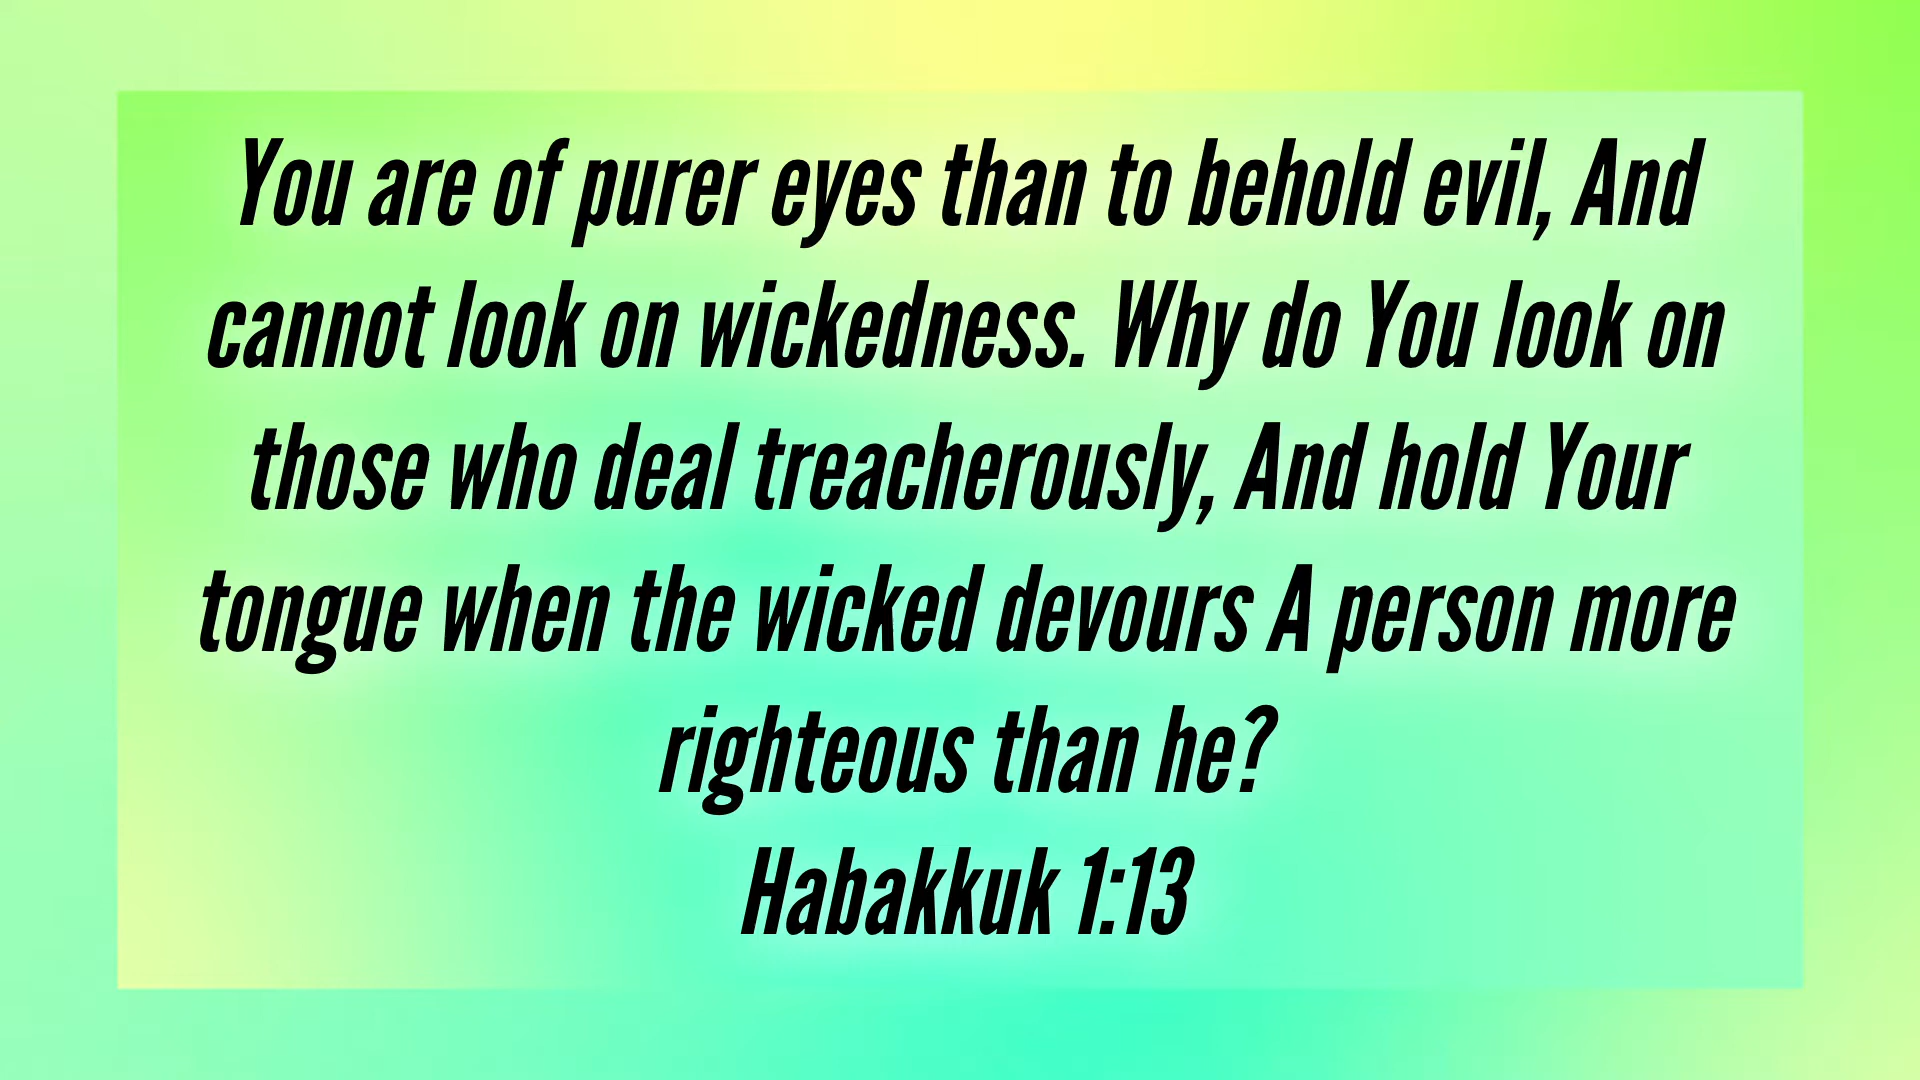 You are of purer eyes than to behold evil, And
cannot look on wickedness. Why do You look on
those who deal treacherously, And hold Your
tongue when the wicked devours A person more
righteous than he?
Habakkuk 1:13